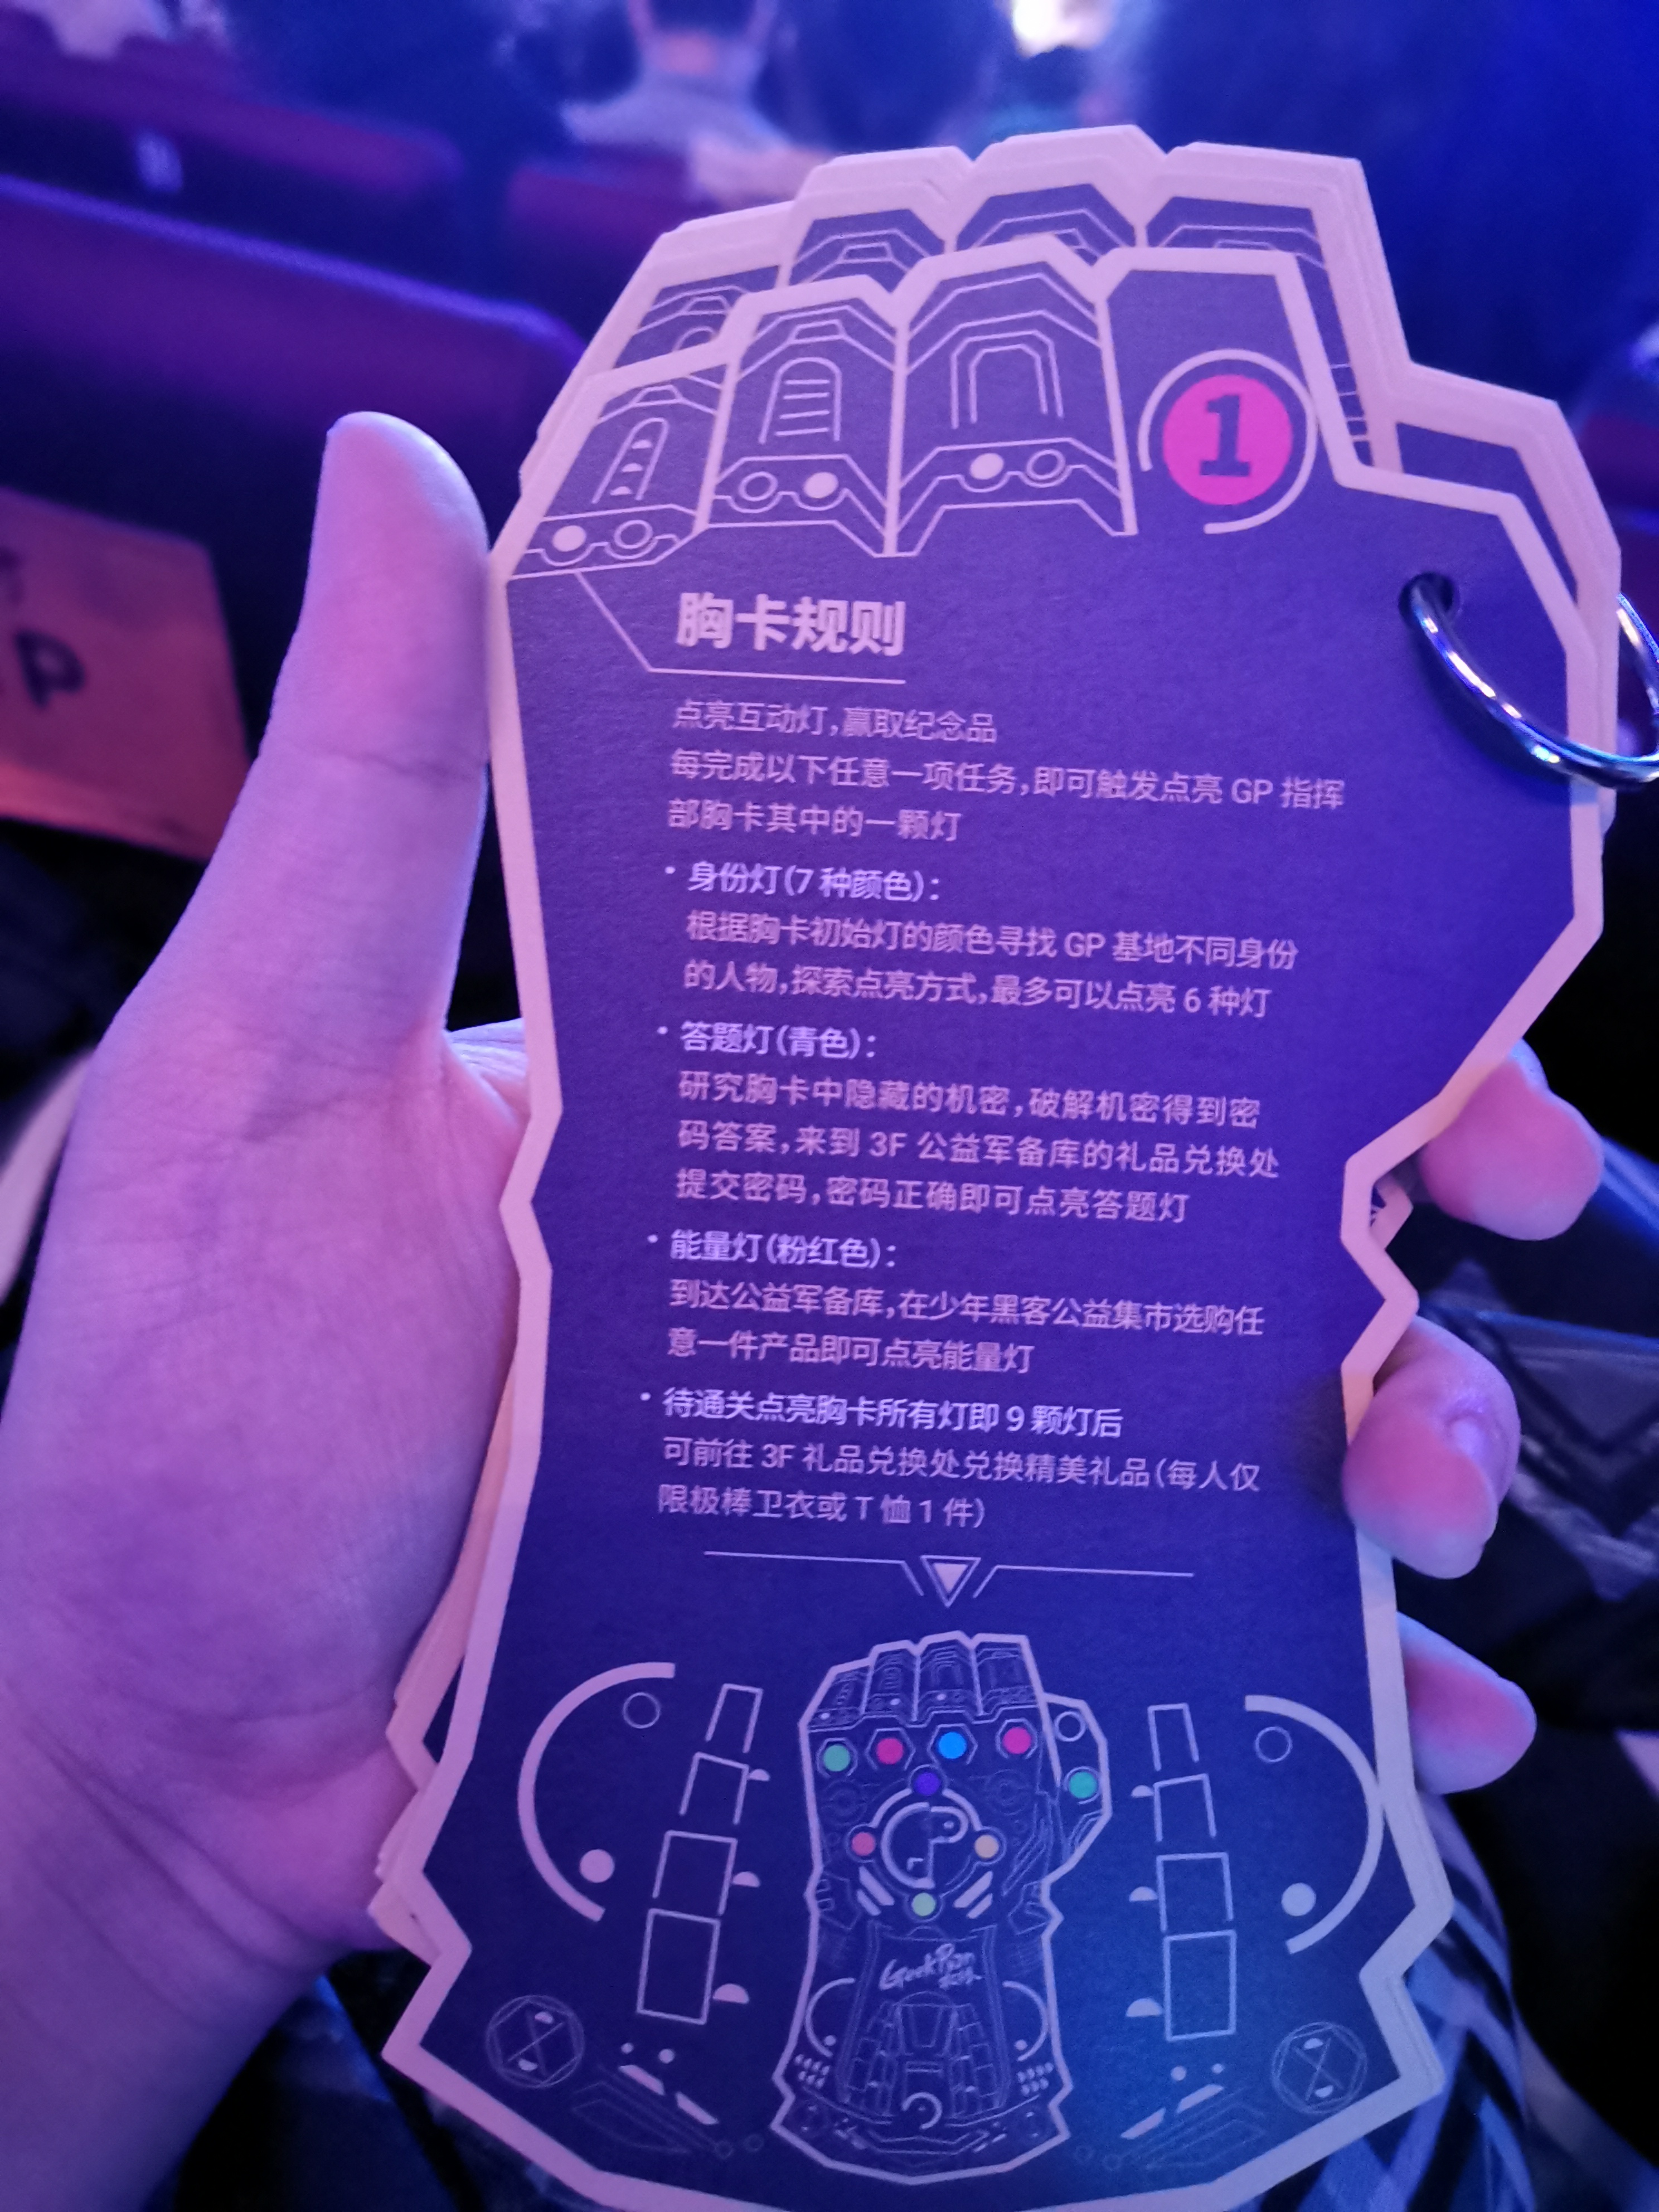 1
胸卡规则
点亮互动灯,赢取纪念品
每完成以下任意一项任务,即可触发点亮 GP 指挥
部胸卡其中的一颗灯
• 身份灯(7 种颜色):
根据胸卡初始灯的颜色寻找 GP 基地不同身份
的人物,探索点亮方式,最多可以点亮 6 种灯
• 答题灯(青色):
研究胸卡中隐藏的机密,破解机密得到密
码答案,来到 3F 公益军备库的礼品兑换处
提交密码,密码正确即可点亮答题灯
• 能量灯(粉红色):
到达公益军备库,在少年黑客公益集市选购任
意一件产品即可点亮能量灯
• 待通关点亮胸卡所有灯即 9 颗灯后
可前往 3F 礼品兑换处兑换精美礼品(每人仅
限极棒卫衣或 T 恤 1 件)
GeekPwn